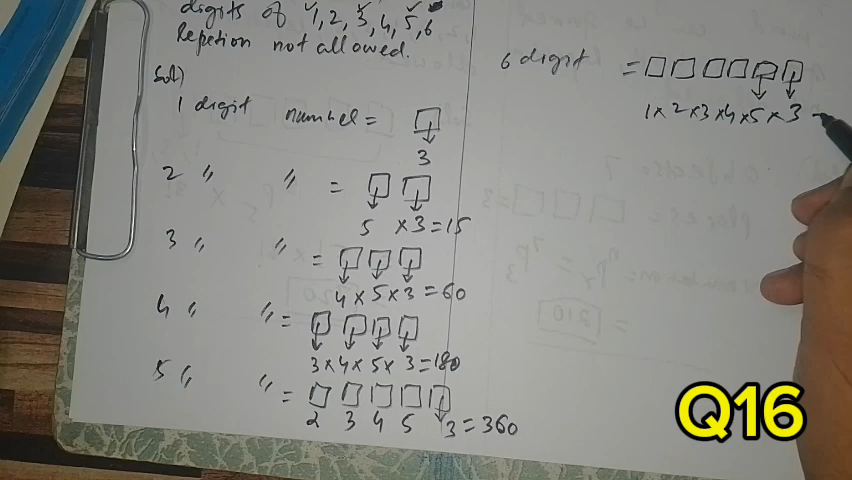 digits of 1, 2, 3, 4, 5, 6
Repetion not allowed.
Sol)
1 digit number =
3
2 〃 〃 =
5 × 3 = 15
3 〃 〃 =
4 × 5 × 3 = 60
4 〃 〃 =
3 × 4 × 5 × 3 = 180
5 〃 〃 =
2 3 4 5 3 = 360
6 digit =
1 × 2 × 3 × 4 × 5 × 3
Q16